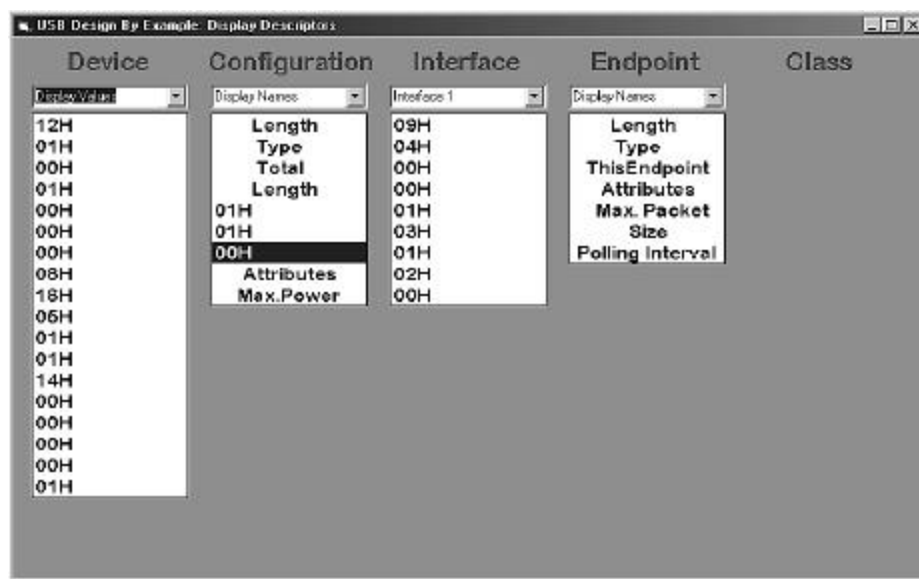 USB Design By Example: Display Descriptors
Device Configuration Interface Endpoint Class
Display Values
12H
01H
00H
01H
00H
00H
00H
08H
18H
05H
01H
01H
14H
00H
00H
00H
00H
01H
Display Names
Length
Type
Total
Length
01H
01H
00H
Attributes
Max.Power
Interface 1
09H
04H
00H
00H
01H
03H
01H
02H
00H
Display Names
Length
Type
ThisEndpoint
Attributes
Max. Packet
Size
Polling Interval